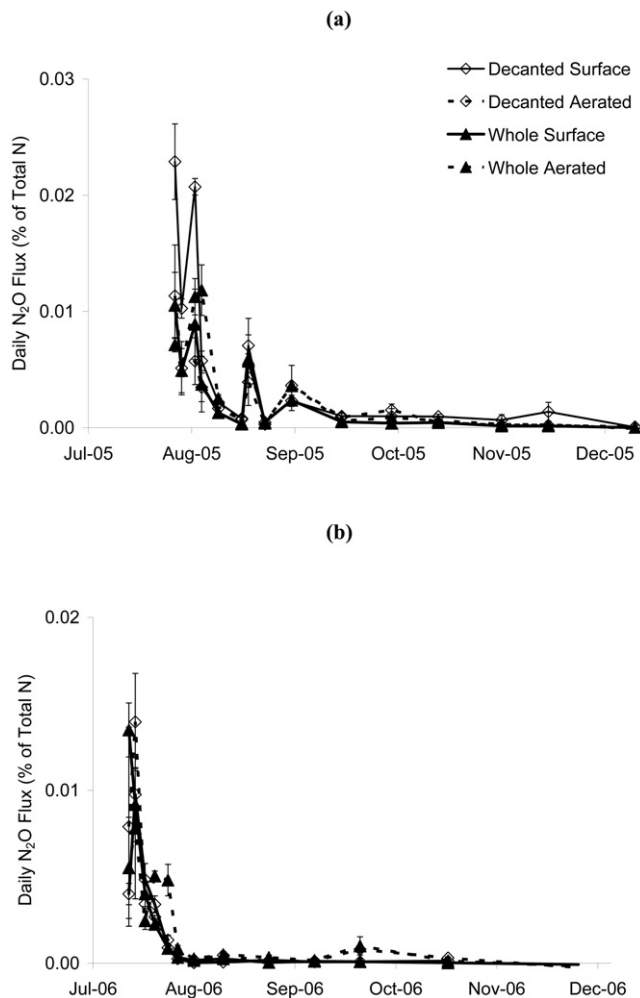 (a)
0.03
0.02
0.01
0.00
Daily N₂O Flux (% of Total N)
Decanted Surface
Decanted Aerated
Whole Surface
Whole Aerated
Jul-05 Aug-05 Sep-05 Oct-05 Nov-05 Dec-05
(b)
0.02
0.01
0.00
Daily N₂O Flux (% of Total N)
Jul-06 Aug-06 Sep-06 Oct-06 Nov-06 Dec-06